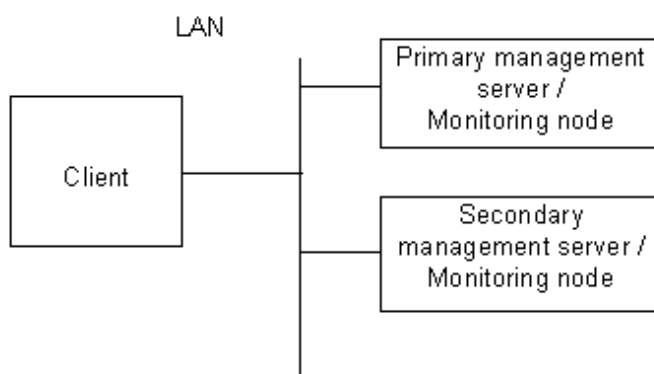 LAN
Primary management
server /
Monitoring node
Client
Secondary
management server /
Monitoring node